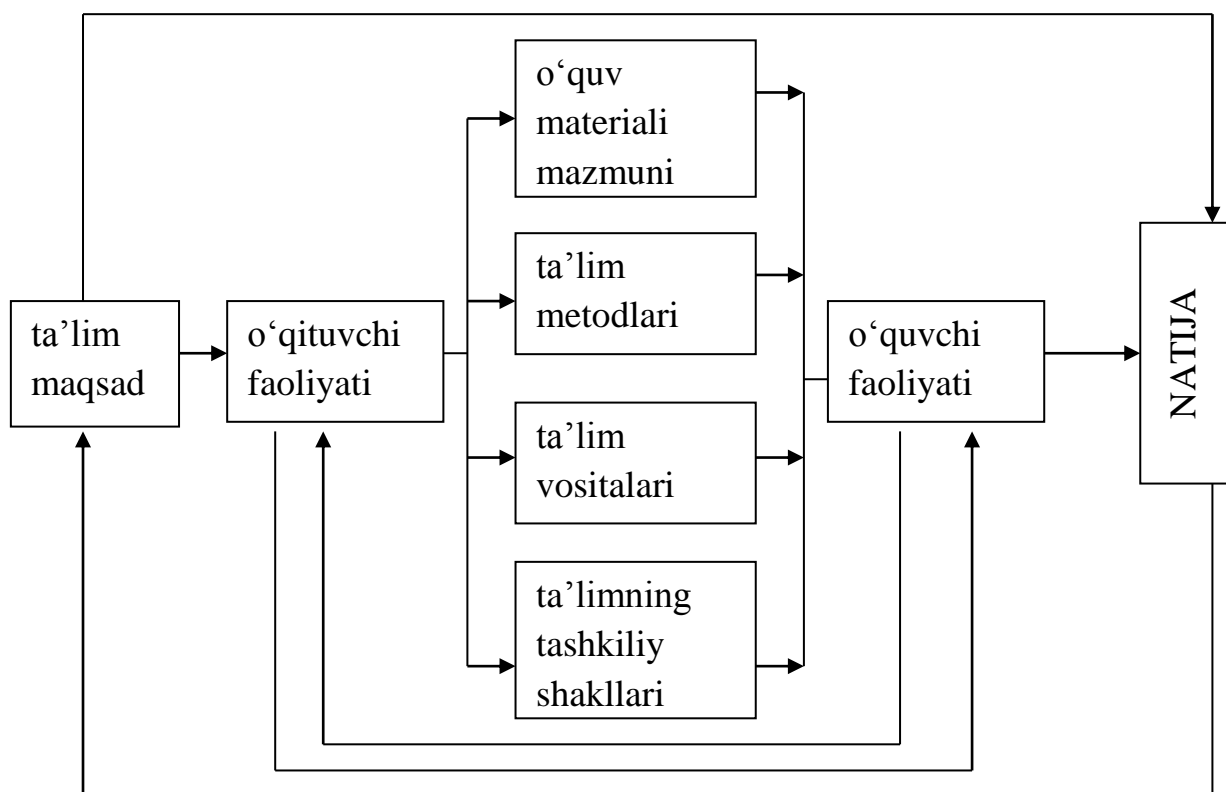 ta’lim
maqsad
o‘qituvchi
faoliyati
o‘quv
materiali
mazmuni
ta’lim
metodlari
ta’lim
vositalari
ta’limning
tashkiliy
shakllari
o‘quvchi
faoliyati
NATIJA